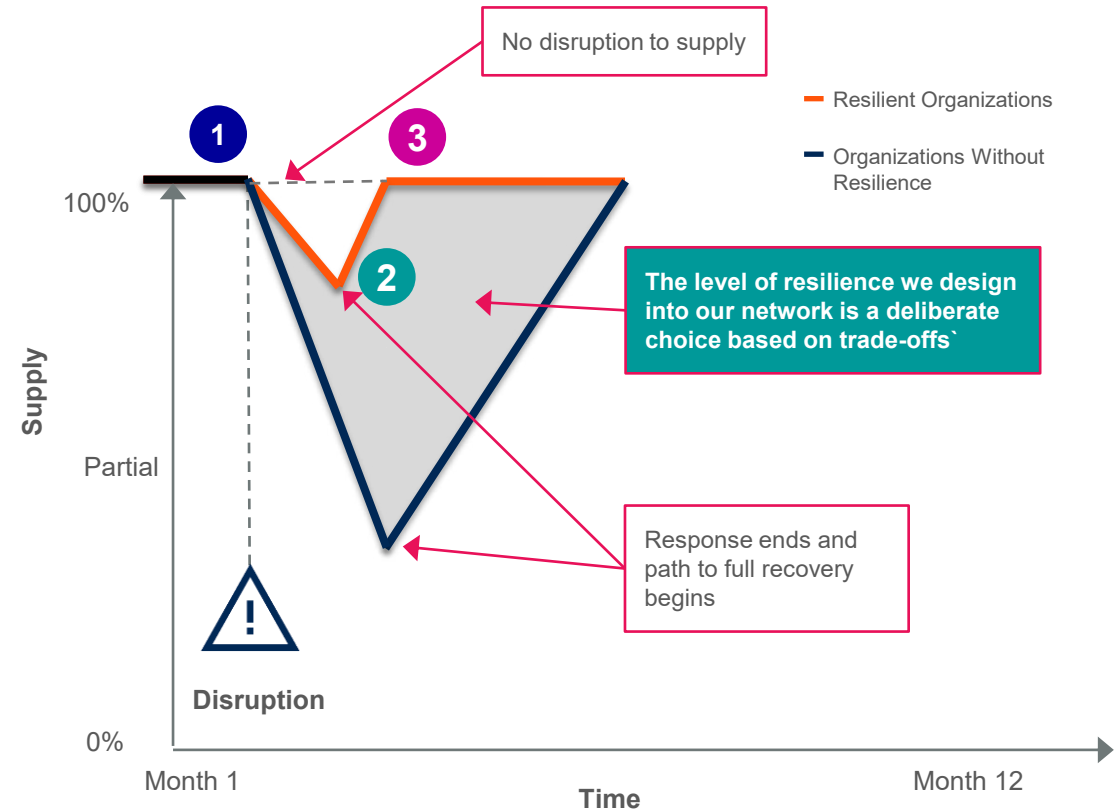 No disruption to supply
1
3
Resilient Organizations
Organizations Without
Resilience
100%
2
The level of resilience we design
into our network is a deliberate
choice based on trade-offs`
Supply
Partial
Response ends and
path to full recovery
begins
!
Disruption
0%
Month 1
Month 12
Time